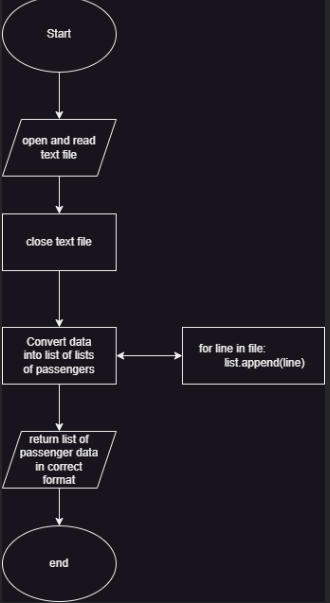 Start
open and read
text file
close text file
Convert data
into list of lists
of passengers
for line in file:
list.append(line)
return list of
passenger data
in correct
format
end